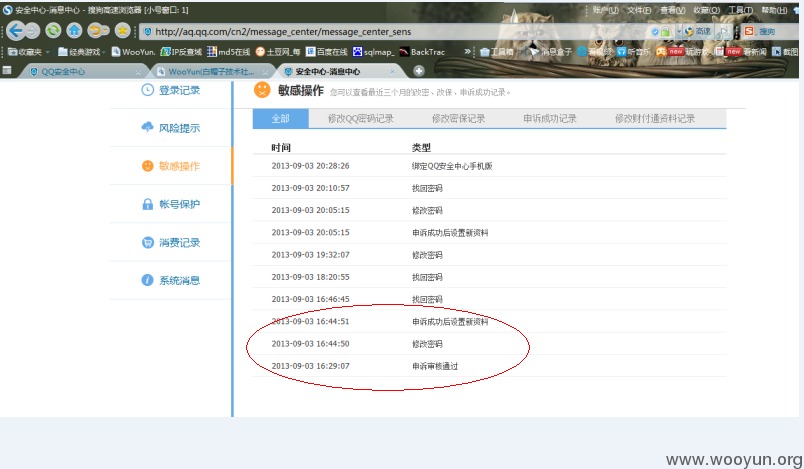 安全中心-消息中心 - 搜狗高速浏览器 [小号窗口: 1]
账户(U) 文件(F) 查看(V) 收藏(O) 工具(T) 帮助(H)
http://aq.qq.com/cn2/message_center/message_center_sens
高速 搜狗
收藏夹 经典游戏 WooYun. IP反查域 md5在线 土豆网_每 百度在线 sqlmap_ BackTrac 工具箱 消息盒子 看视频 听音乐 玩游戏 看新闻 截图
QQ安全中心 WooYun(白帽子技术社... 安全中心-消息中心
登录记录
风险提示
敏感操作
帐号保护
消费记录
系统消息
敏感操作 您可以查看最近三个月的改密、改保、申诉成功记录。
全部 修改QQ密码记录 修改密保记录 申诉成功记录 修改财付通资料记录
时间 类型
2013-09-03 20:28:26 绑定QQ安全中心手机版
2013-09-03 20:10:57 找回密码
2013-09-03 20:05:15 修改密码
2013-09-03 20:05:15 申诉成功后设置新资料
2013-09-03 19:32:07 修改密码
2013-09-03 18:20:55 找回密码
2013-09-03 16:46:45 找回密码
2013-09-03 16:44:51 申诉成功后设置新资料
2013-09-03 16:44:50 修改密码
2013-09-03 16:29:07 申诉审核通过
www.wooyun.org